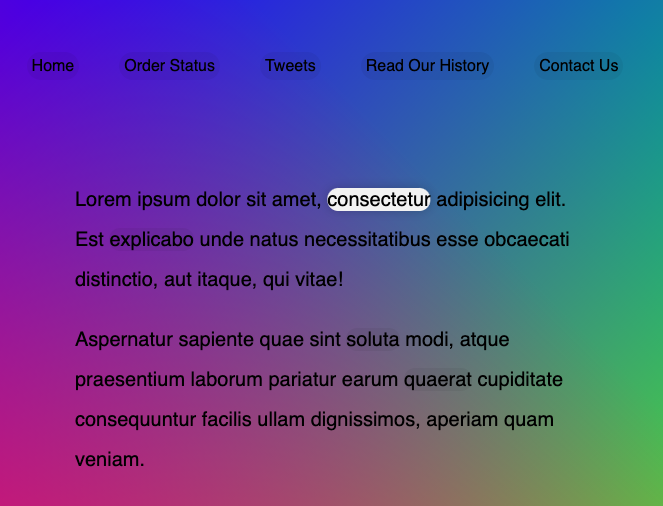 Home Order Status Tweets Read Our History Contact Us
Lorem ipsum dolor sit amet, consectetur adipisicing elit.
Est explicabo unde natus necessitatibus esse obcaecati
distinctio, aut itaque, qui vitae!
Aspernatur sapiente quae sint soluta modi, atque
praesentium laborum pariatur earum quaerat cupiditate
consequuntur facilis ullam dignissimos, aperiam quam
veniam.